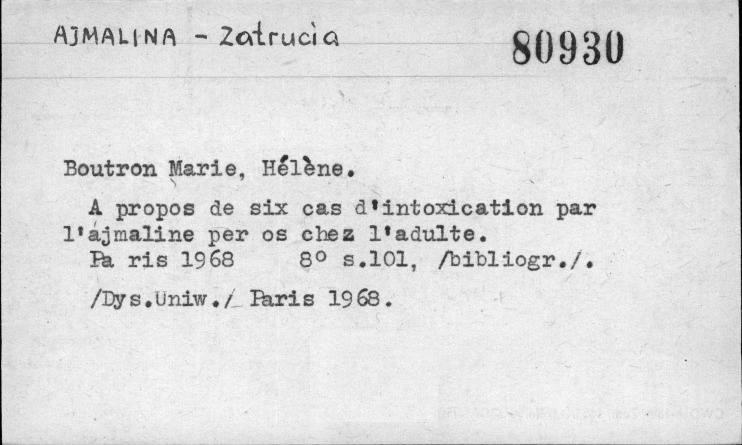 AJMALINA - Zatrucia
80930
Boutron Marie, Hélène.
A propos de six cas d'intoxication par
l'ajmaline per os chez l'adulte.
Pa ris 1968 8° s.101, /bibliogr./.
/Dys.Uniw./ Paris 1968.